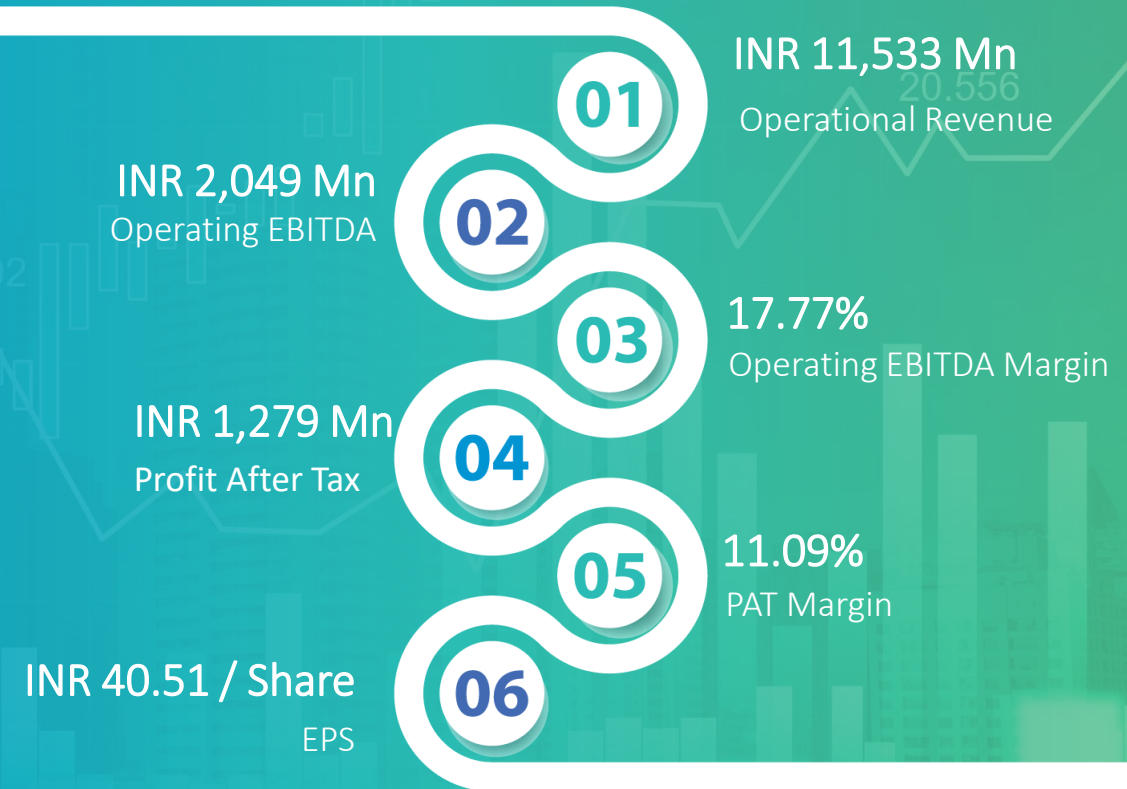 01
INR 11,533 Mn
20.556
Operational Revenue
INR 2,049 Mn
Operating EBITDA
02
03
17.77%
Operating EBITDA Margin
INR 1,279 Mn
Profit After Tax
04
05
11.09%
PAT Margin
INR 40.51 / Share
EPS
06